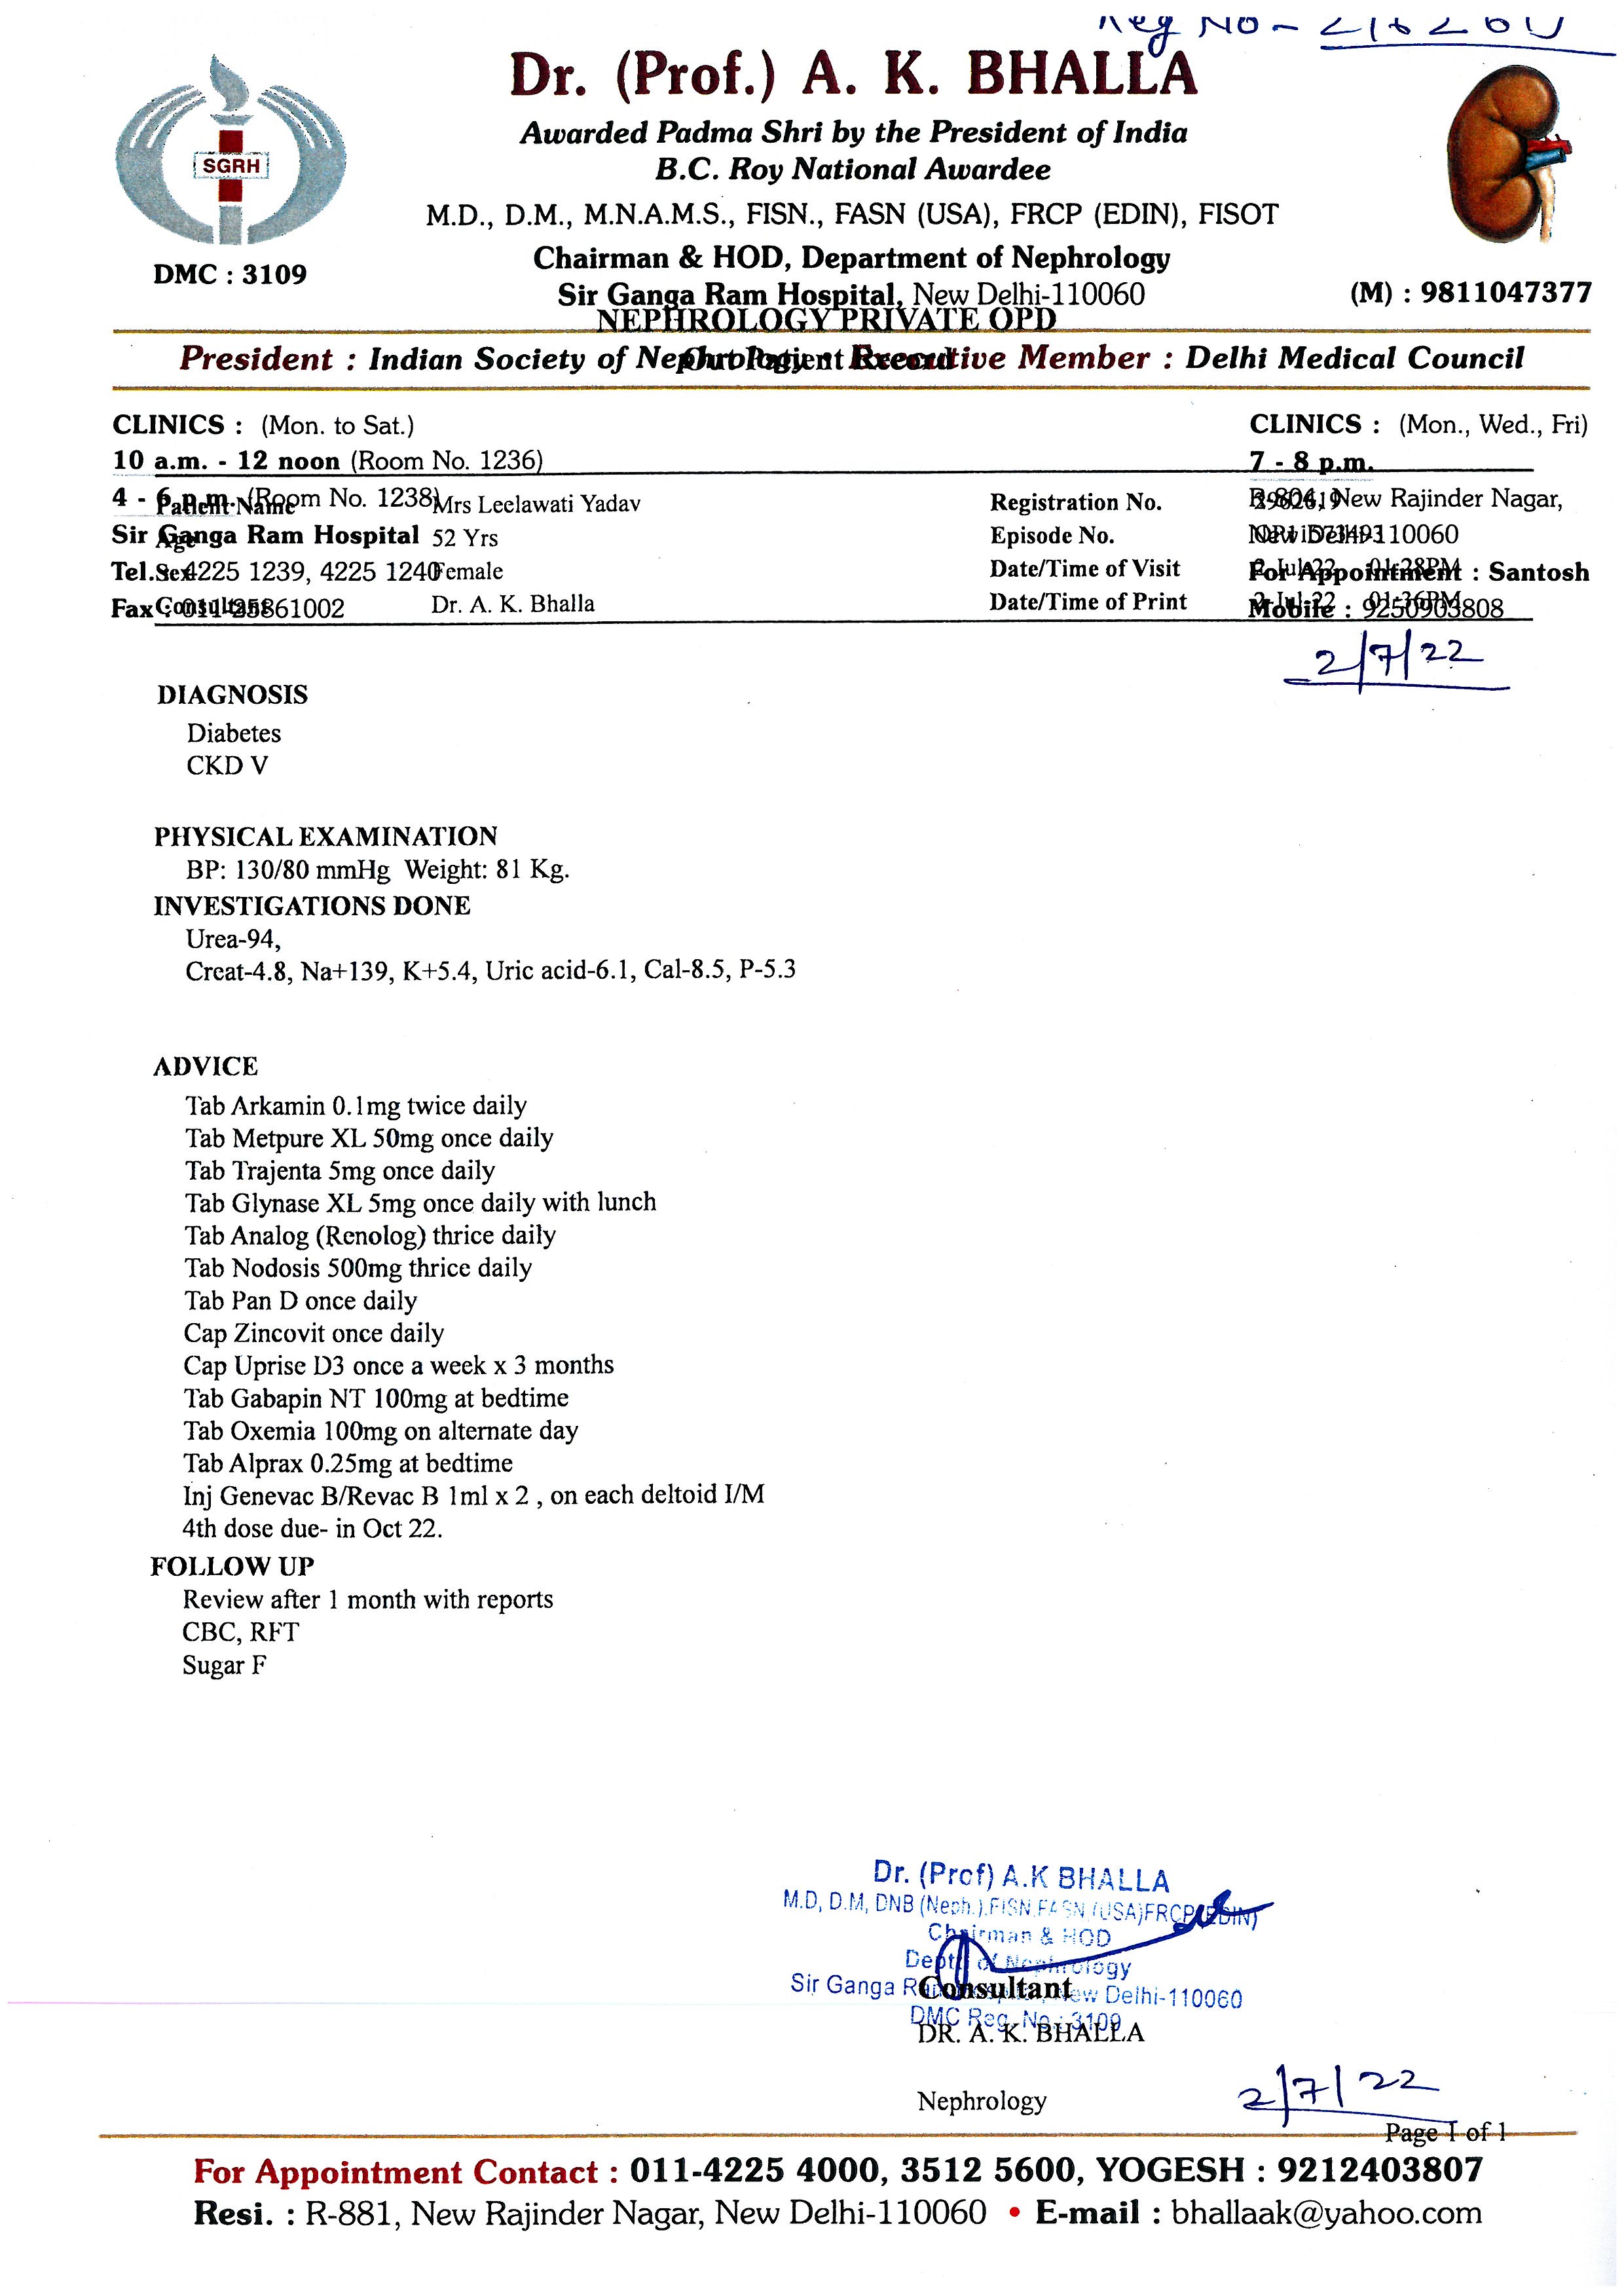 Reg No -
Dr. (Prof.) A. K. BHALLA
Awarded Padma Shri by the President of India
B.C. Roy National Awardee
M.D., D.M., M.N.A.M.S., FISN., FASN (USA), FRCP (EDIN), FISOT
Chairman & HOD, Department of Nephrology
Sir Ganga Ram Hospital, New Delhi-110060
SGRH
DMC : 3109
(M) : 9811047377
NEPHROLOGY PRIVATE OPD
President : Indian Society of Nephrology • Executive Member : Delhi Medical Council
Out Patient Record
CLINICS : (Mon. to Sat.)
10 a.m. - 12 noon (Room No. 1236)
4 - 6 p.m. (Room No. 1238)
Sir Ganga Ram Hospital
Tel. : 4225 1239, 4225 1240
Fax : 011-25861002
CLINICS : (Mon., Wed., Fri)
7 - 8 p.m.
R-804, New Rajinder Nagar,
New Delhi-110060
For Appointment : Santosh
Mobile : 9250903808
Patient Name Mrs Leelawati Yadav
Age 52 Yrs
Sex Female
Consultant Dr. A. K. Bhalla
Registration No.
Episode No.
Date/Time of Visit 2-Jul-22 01:28PM
Date/Time of Print 2-Jul-22 01:36PM
2/7/22
DIAGNOSIS
Diabetes
CKD V
PHYSICAL EXAMINATION
BP: 130/80 mmHg Weight: 81 Kg.
INVESTIGATIONS DONE
Urea-94,
Creat-4.8, Na+139, K+5.4, Uric acid-6.1, Cal-8.5, P-5.3
ADVICE
Tab Arkamin 0.1mg twice daily
Tab Metpure XL 50mg once daily
Tab Trajenta 5mg once daily
Tab Glynase XL 5mg once daily with lunch
Tab Analog (Renolog) thrice daily
Tab Nodosis 500mg thrice daily
Tab Pan D once daily
Cap Zincovit once daily
Cap Uprise D3 once a week x 3 months
Tab Gabapin NT 100mg at bedtime
Tab Oxemia 100mg on alternate day
Tab Alprax 0.25mg at bedtime
Inj Genevac B/Revac B 1ml x 2 , on each deltoid I/M
4th dose due- in Oct 22.
FOLLOW UP
Review after 1 month with reports
CBC, RFT
Sugar F
Dr. (Prof) A.K BHALLA
M.D, D.M, DNB (Neph.).FISN,FASN (USA)FRCP(EDIN)
Chairman & HOD
Deptt of Nephrology
Sir Ganga Ram Hospital, New Delhi-110060
DMC Reg. No.: 3109
Consultant
DR. A. K. BHALLA
Nephrology
2/7/22
Page 1 of 1
For Appointment Contact : 011-4225 4000, 3512 5600, YOGESH : 9212403807
Resi. : R-881, New Rajinder Nagar, New Delhi-110060 • E-mail : bhallaak@yahoo.com